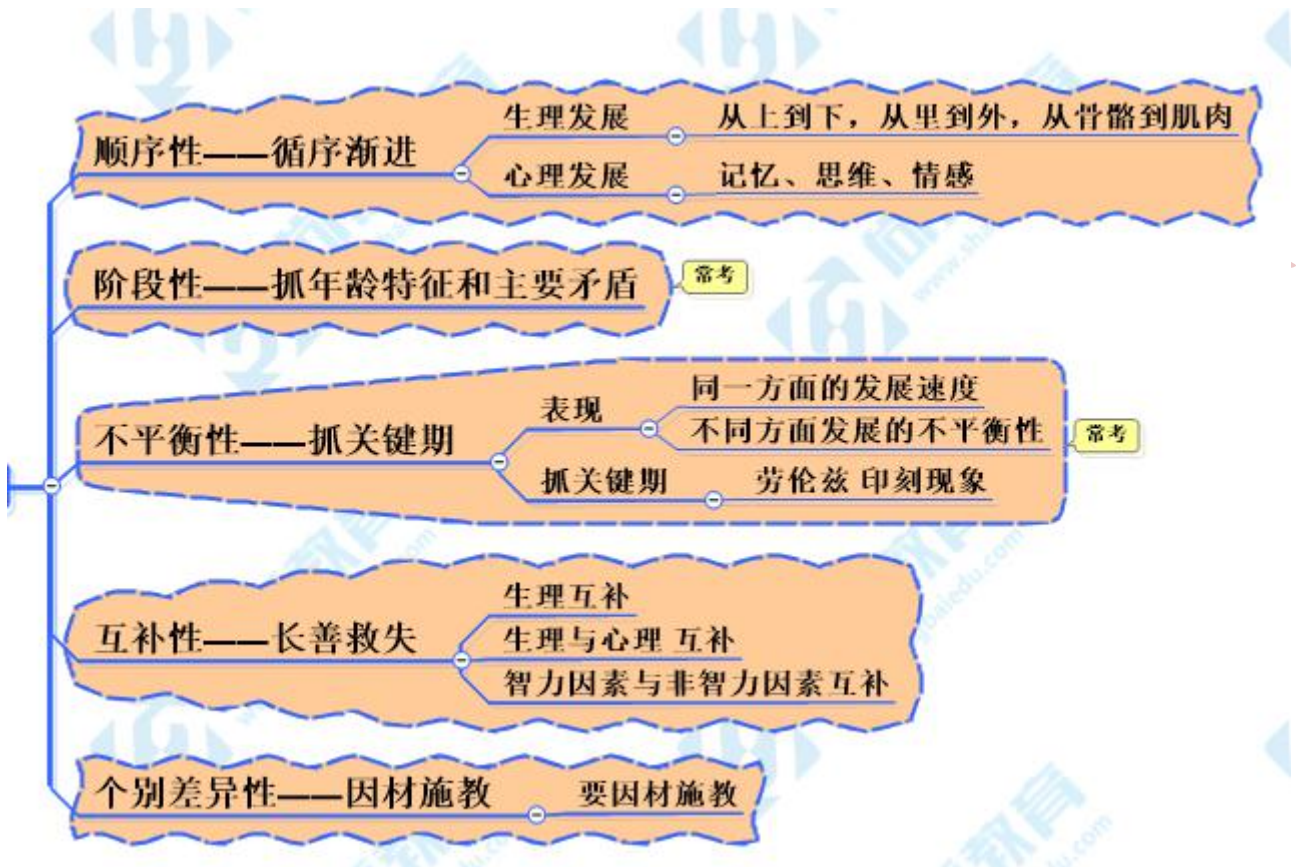 顺序性——循序渐进
生理发展
从上到下，从里到外，从骨骼到肌肉
心理发展
记忆、思维、情感
阶段性——抓年龄特征和主要矛盾
常考
不平衡性——抓关键期
表现
同一方面的发展速度
不同方面发展的不平衡性
常考
抓关键期
劳伦兹 印刻现象
互补性——长善救失
生理互补
生理与心理 互补
智力因素与非智力因素互补
个别差异性——因材施教
要因材施教